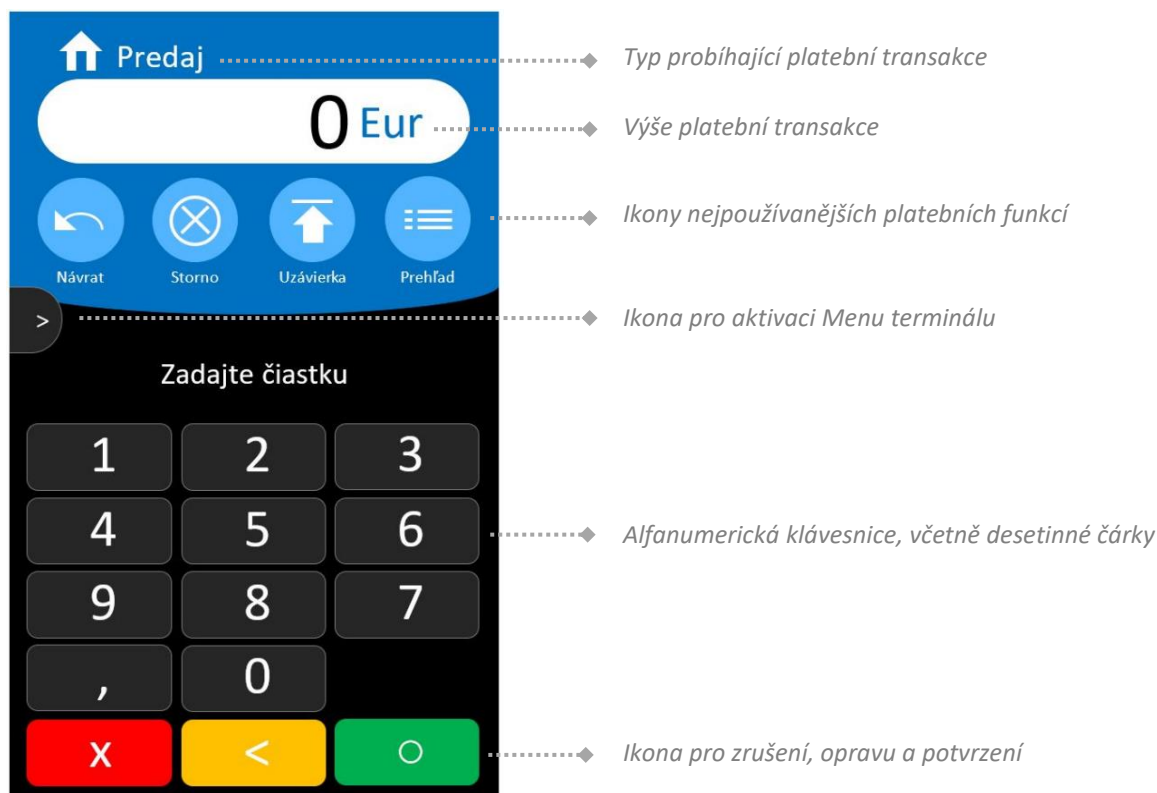 Predaj
Typ probíhající platební transakce
0 Eur
Výše platební transakce
Návrat Storno Uzávierka Prehľad
Ikony nejpoužívanějších platebních funkcí
>
Ikona pro aktivaci Menu terminálu
Zadajte čiastku
1 2 3
4 5 6
Alfanumerická klávesnice, včetně desetinné čárky
9 8 7
, 0
X < O
Ikona pro zrušení, opravu a potvrzení